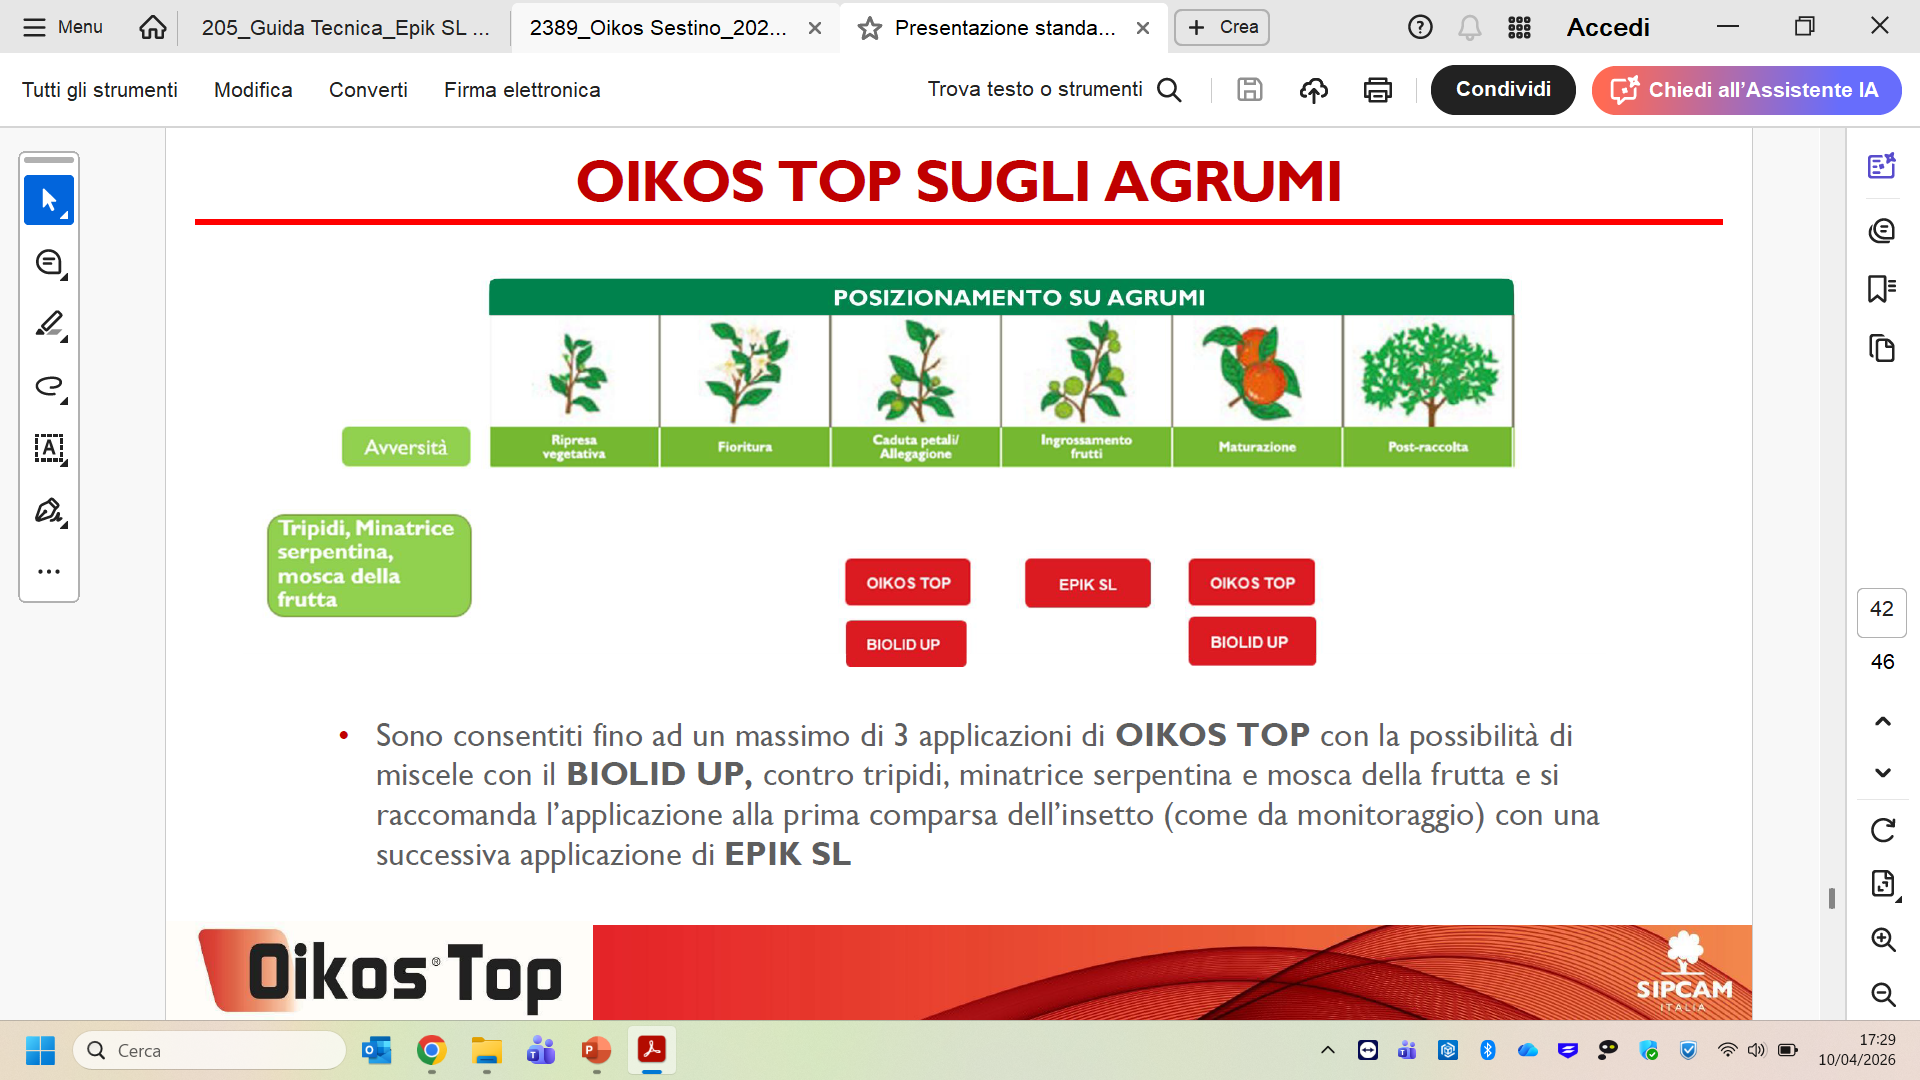 Menu
205_Guida Tecnica_Epik SL ...
2389_Oikos Sestino_202...
Presentazione standa...
Crea
Accedi
Tutti gli strumenti
Modifica
Converti
Firma elettronica
Trova testo o strumenti
Condividi
Chiedi all'Assistente IA
OIKOS TOP SUGLI AGRUMI
POSIZIONAMENTO SU AGRUMI
Avversità
Ripresa
vegetativa
Fioritura
Caduta petali/
Allegagione
Ingrossamento
frutti
Maturazione
Post-raccolta
Tripidi, Minatrice
serpentina,
mosca della
frutta
OIKOS TOP
EPIK SL
OIKOS TOP
BIOLID UP
BIOLID UP
• Sono consentiti fino ad un massimo di 3 applicazioni di OIKOS TOP con la possibilità di
miscele con il BIOLID UP, contro tripidi, minatrice serpentina e mosca della frutta e si
raccomanda l'applicazione alla prima comparsa dell'insetto (come da monitoraggio) con una
successiva applicazione di EPIK SL
Oikos® Top
SIPCAM
ITALIA
42
46
Cerca
17:29
10/04/2026